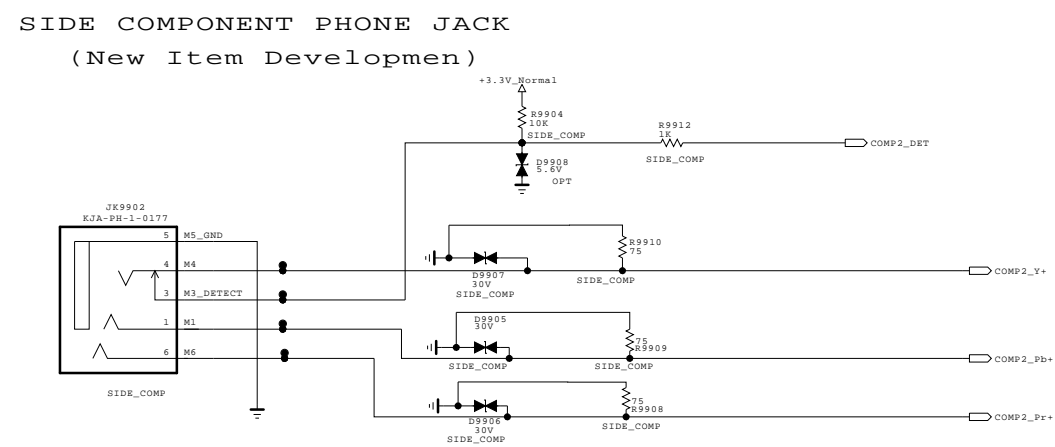 SIDE COMPONENT PHONE JACK
(New Item Developmen)
+3.3V_Normal
R9904
10K
SIDE_COMP
R9912
1K
SIDE_COMP
COMP2_DET
D9908
5.6V
OPT
JK9902
KJA-PH-1-0177
5 M5_GND
4 M4
3 M3_DETECT
1 M1
6 M6
SIDE_COMP
R9910
75
SIDE_COMP
D9907
30V
SIDE_COMP
COMP2_Y+
D9905
30V
SIDE_COMP
75
R9909
SIDE_COMP
COMP2_Pb+
D9906
30V
SIDE_COMP
75
R9908
SIDE_COMP
COMP2_Pr+